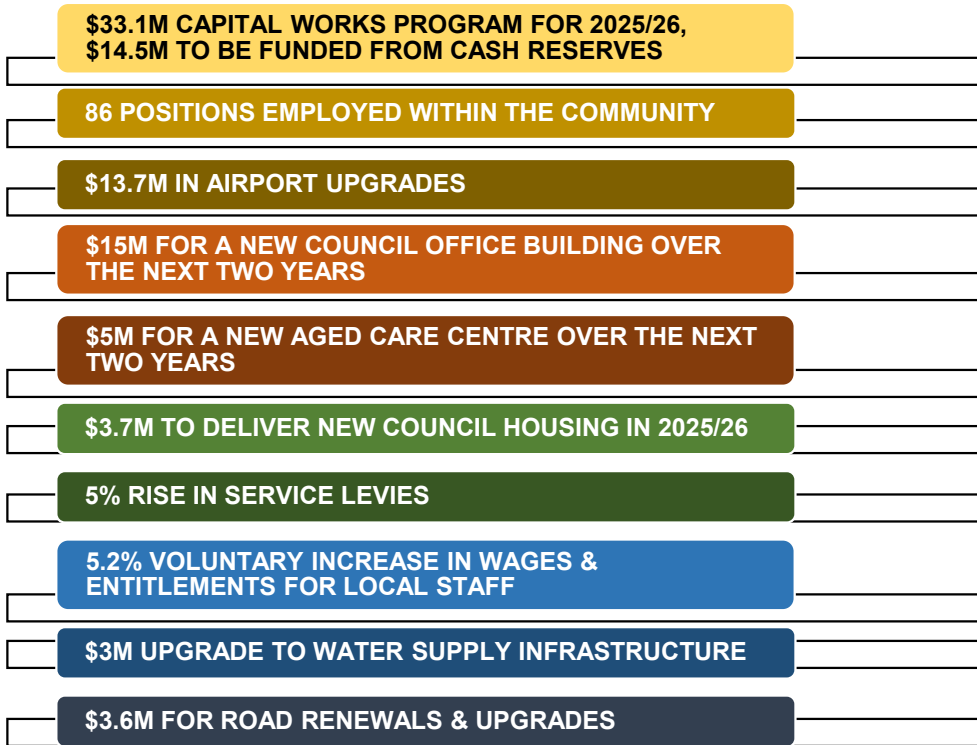 $33.1M CAPITAL WORKS PROGRAM FOR 2025/26,
$14.5M TO BE FUNDED FROM CASH RESERVES
86 POSITIONS EMPLOYED WITHIN THE COMMUNITY
$13.7M IN AIRPORT UPGRADES
$15M FOR A NEW COUNCIL OFFICE BUILDING OVER
THE NEXT TWO YEARS
$5M FOR A NEW AGED CARE CENTRE OVER THE NEXT
TWO YEARS
$3.7M TO DELIVER NEW COUNCIL HOUSING IN 2025/26
5% RISE IN SERVICE LEVIES
5.2% VOLUNTARY INCREASE IN WAGES &
ENTITLEMENTS FOR LOCAL STAFF
$3M UPGRADE TO WATER SUPPLY INFRASTRUCTURE
$3.6M FOR ROAD RENEWALS & UPGRADES